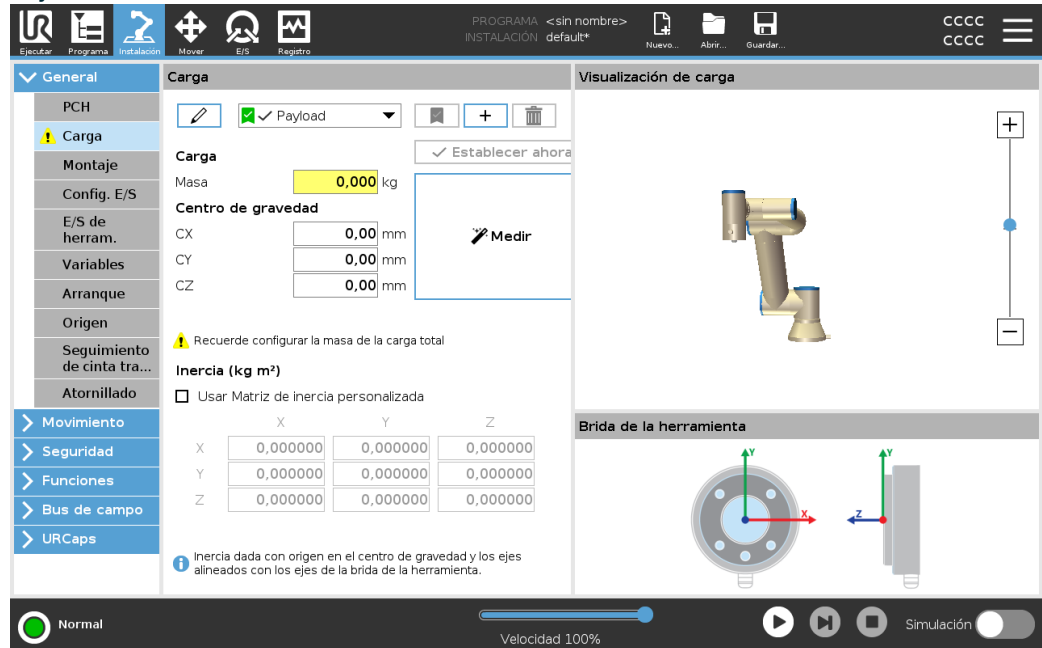 PROGRAMA <sin nombre>
INSTALACIÓN default*
CCCC
CCCC
Ejecutar Programa Instalación Mover E/S Registro Nuevo... Abrir... Guardar...
General
PCH
Carga
Montaje
Config. E/S
E/S de
herram.
Variables
Arranque
Origen
Seguimiento
de cinta tra...
Atornillado
Movimiento
Seguridad
Funciones
Bus de campo
URCaps
Carga
Payload
Establecer ahora
Carga
Masa 0,000 kg
Centro de gravedad
CX 0,00 mm
CY 0,00 mm
CZ 0,00 mm
Medir
Recuerde configurar la masa de la carga total
Inercia (kg m²)
Usar Matriz de inercia personalizada
X Y Z
X 0,000000 0,000000 0,000000
Y 0,000000 0,000000 0,000000
Z 0,000000 0,000000 0,000000
Inercia dada con origen en el centro de gravedad y los ejes
alineados con los ejes de la brida de la herramienta.
Visualización de carga
Brida de la herramienta
Y Y
X Z
Normal
Velocidad 100%
Simulación